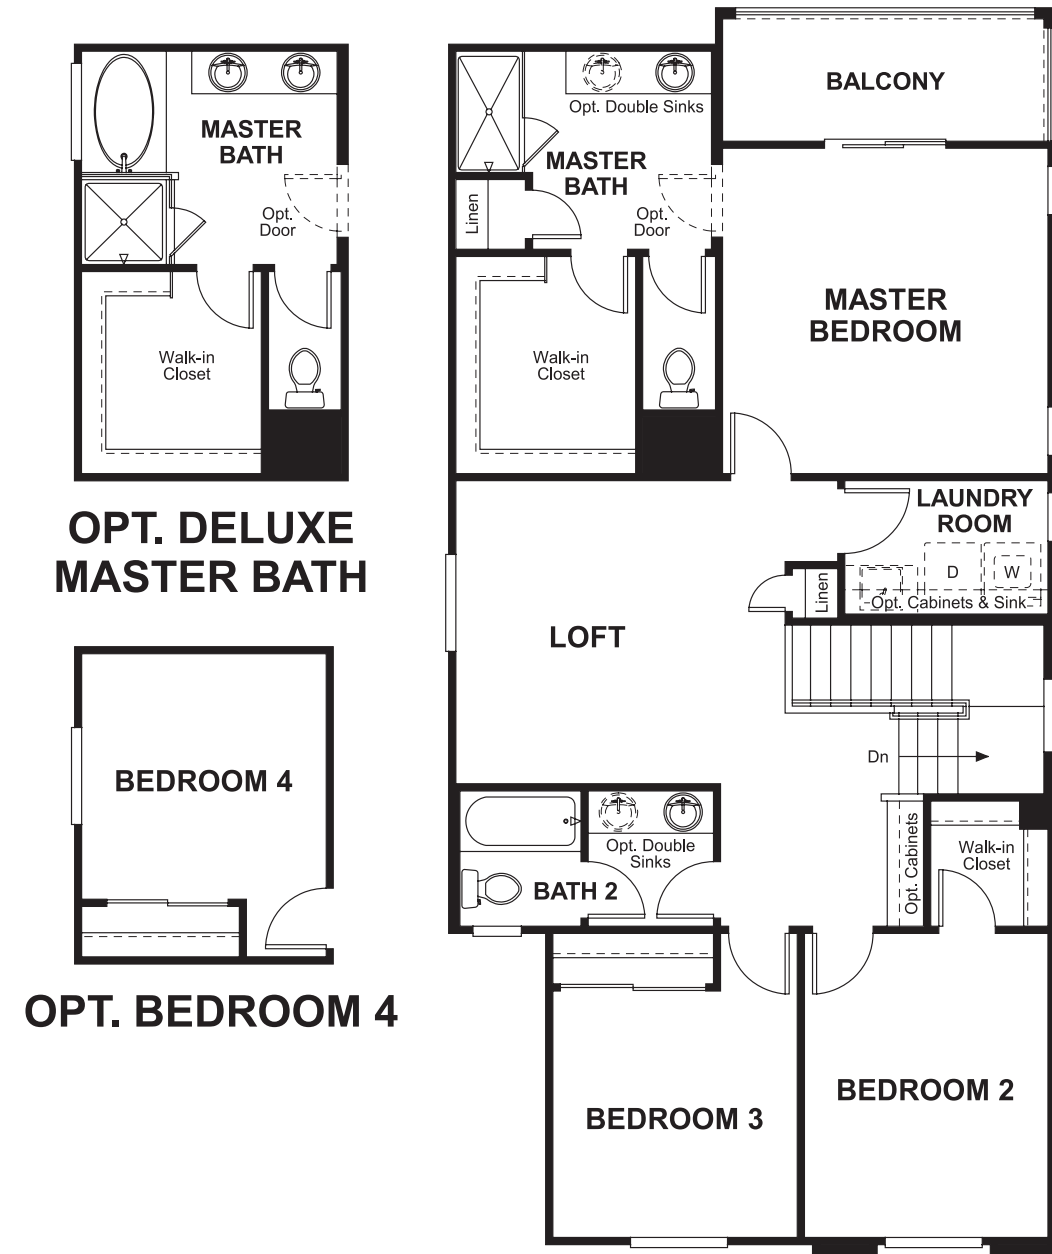 BALCONY
MASTER
BATH
Opt.
Door
Walk-in
Closet
OPT. DELUXE
MASTER BATH
Opt. Double Sinks
MASTER
BATH
Linen
Opt.
Door
Walk-in
Closet
MASTER
BEDROOM
LAUNDRY
ROOM
D
W
Opt. Cabinets & Sink
Linen
LOFT
Dn
BEDROOM 4
OPT. BEDROOM 4
Opt. Double
Sinks
BATH 2
Opt. Cabinets
Walk-in
Closet
BEDROOM 3
BEDROOM 2